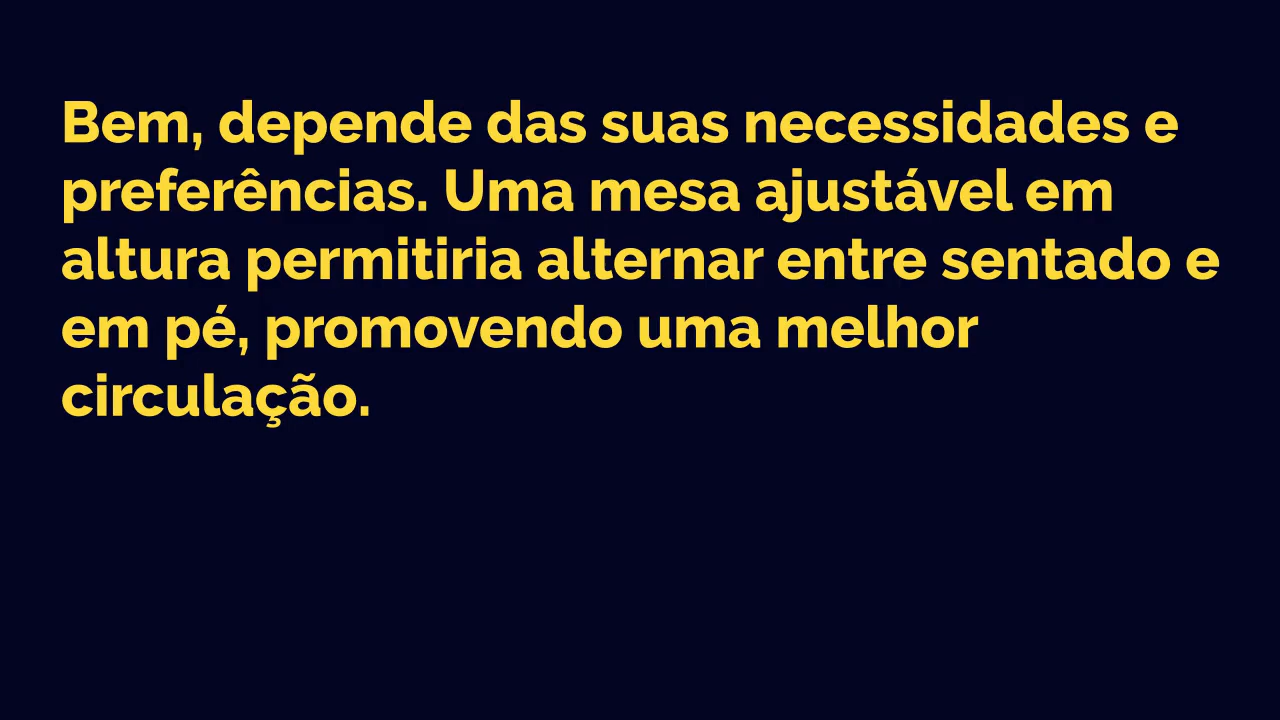 Bem, depende das suas necessidades e
preferências. Uma mesa ajustável em
altura permitiria alternar entre sentado e
em pé, promovendo uma melhor
circulação.